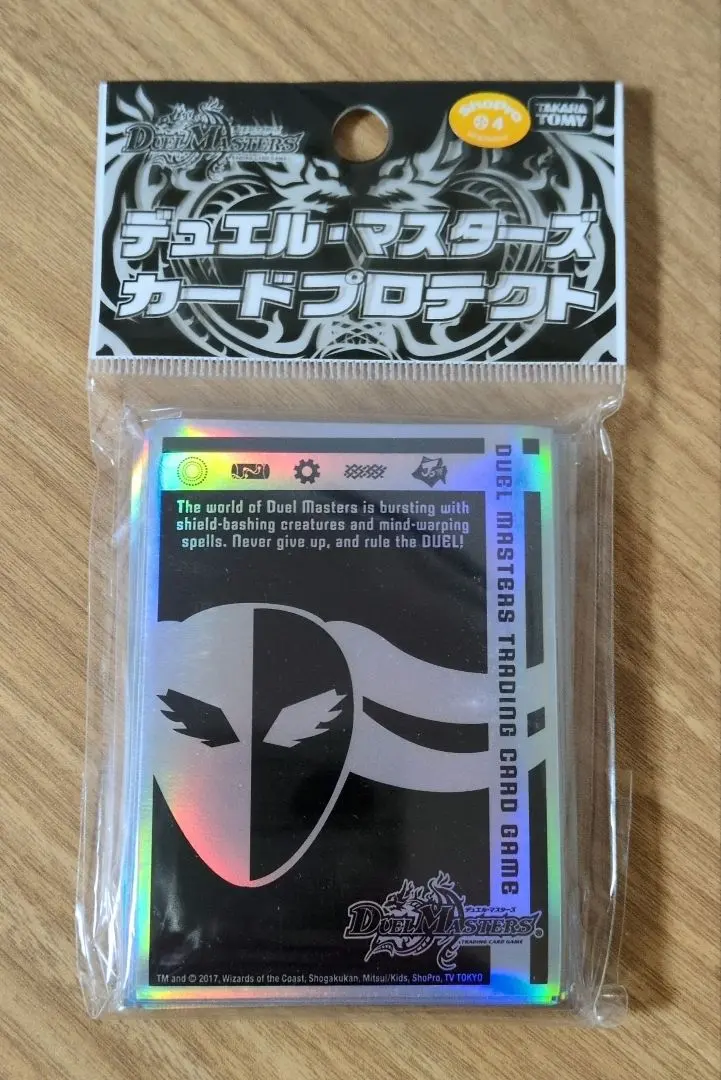 DUEL MASTERS
TRADING CARD GAME
ShoPro
4
TAKARA
TOMY
デュエル・マスターズ
カードプロテクト
The world of Duel Masters is bursting with
shield-bashing creatures and mind-warping
spells. Never give up, and rule the DUEL!
DUEL MASTERS TRADING CARD GAME
デュエル・マスターズ
DUEL MASTERS®
TRADING CARD GAME
TM and © 2017, Wizards of the Coast, Shogakukan, Mitsui/Kids, ShoPro, TV TOKYO